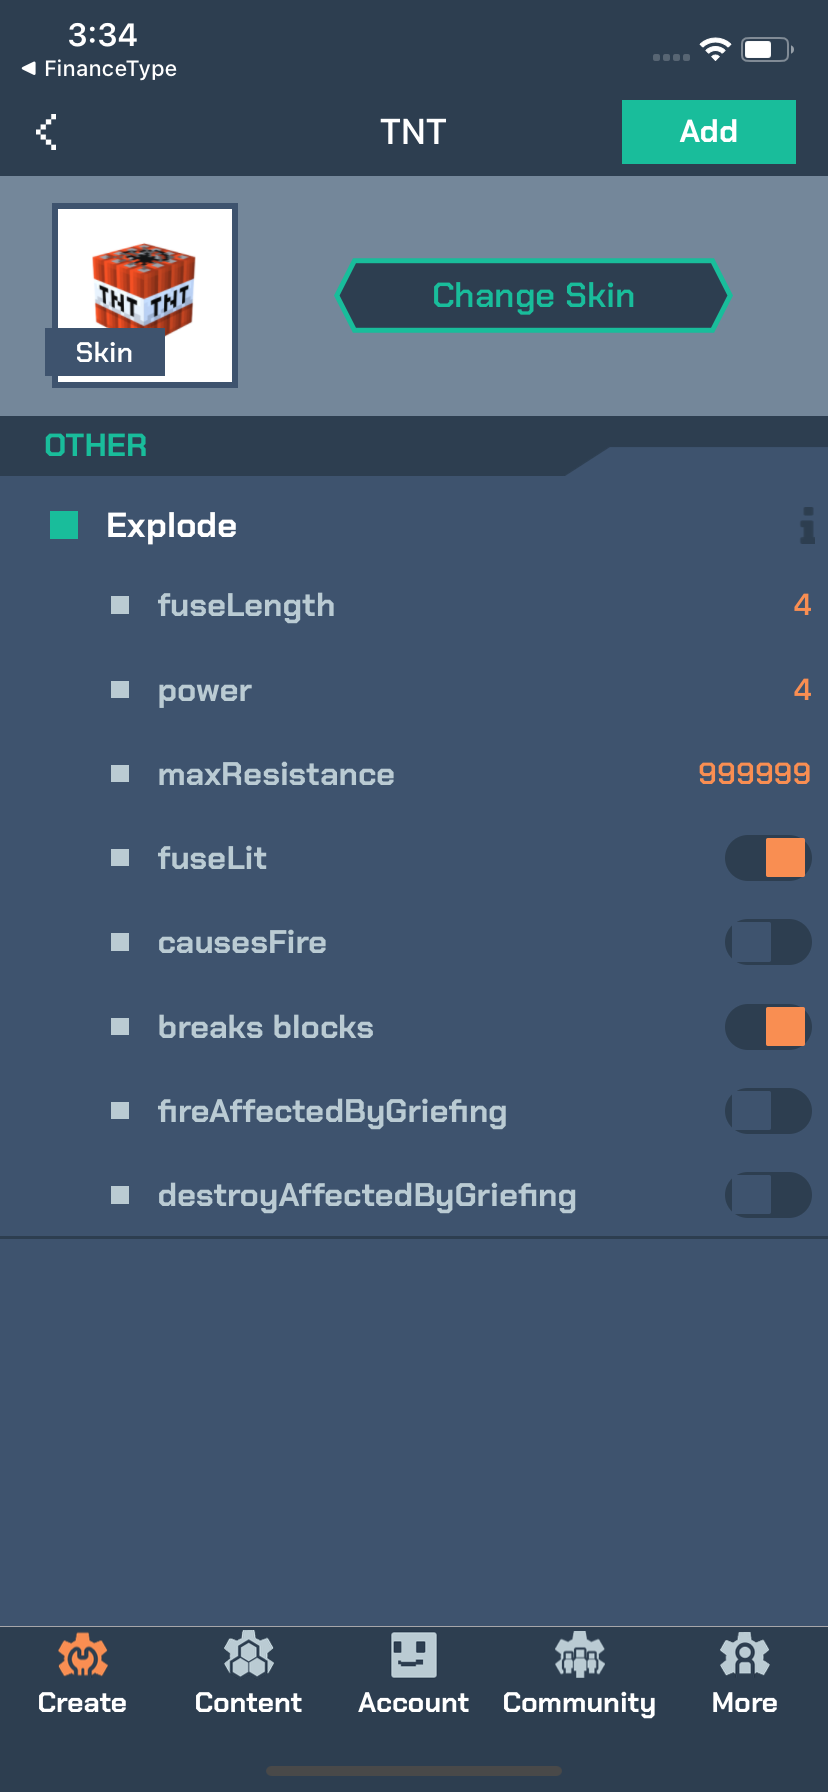 3:34
FinanceType
TNT
Add
TNT TNT
Skin
Change Skin
OTHER
Explode
fuseLength 4
power 4
maxResistance 999999
fuseLit
causesFire
breaks blocks
fireAffectedByGriefing
destroyAffectedByGriefing
Create Content Account Community More